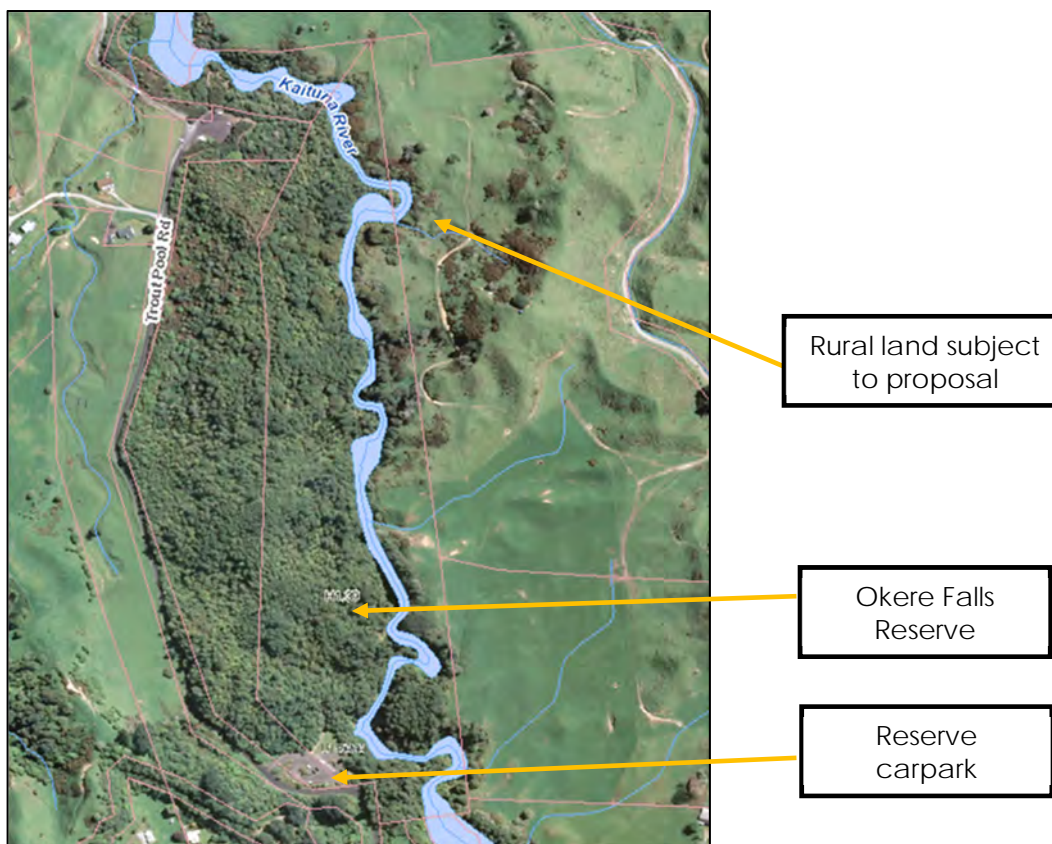 Kaituna River
Trout Pool Rd
Rural land subject
to proposal
Okere Falls
Reserve
Reserve
carpark